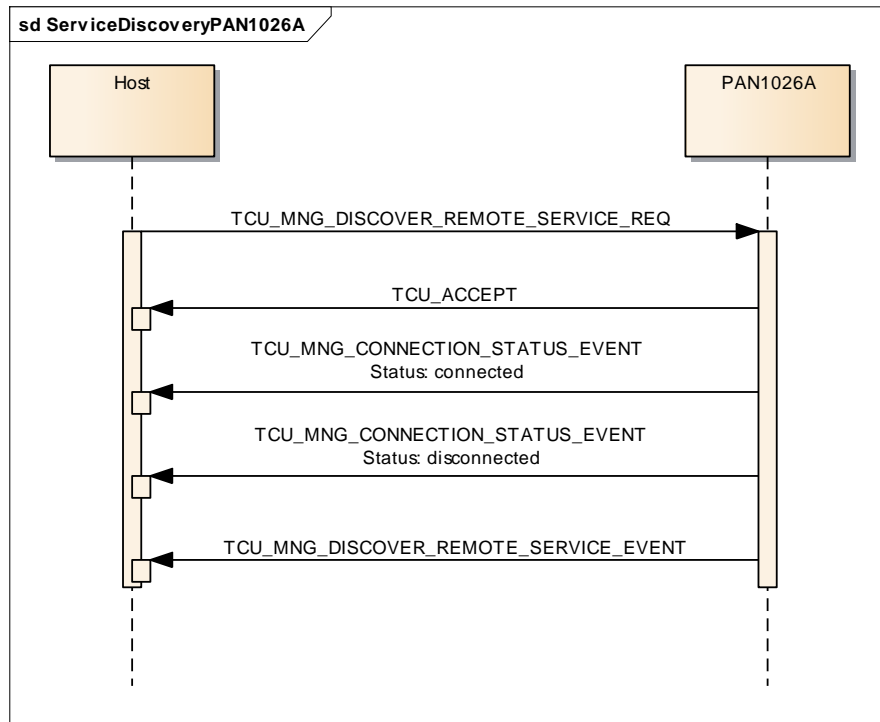 sd ServiceDiscoveryPAN1026A
Host
PAN1026A
TCU_MNG_DISCOVER_REMOTE_SERVICE_REQ
TCU_ACCEPT
TCU_MNG_CONNECTION_STATUS_EVENT
Status: connected
TCU_MNG_CONNECTION_STATUS_EVENT
Status: disconnected
TCU_MNG_DISCOVER_REMOTE_SERVICE_EVENT